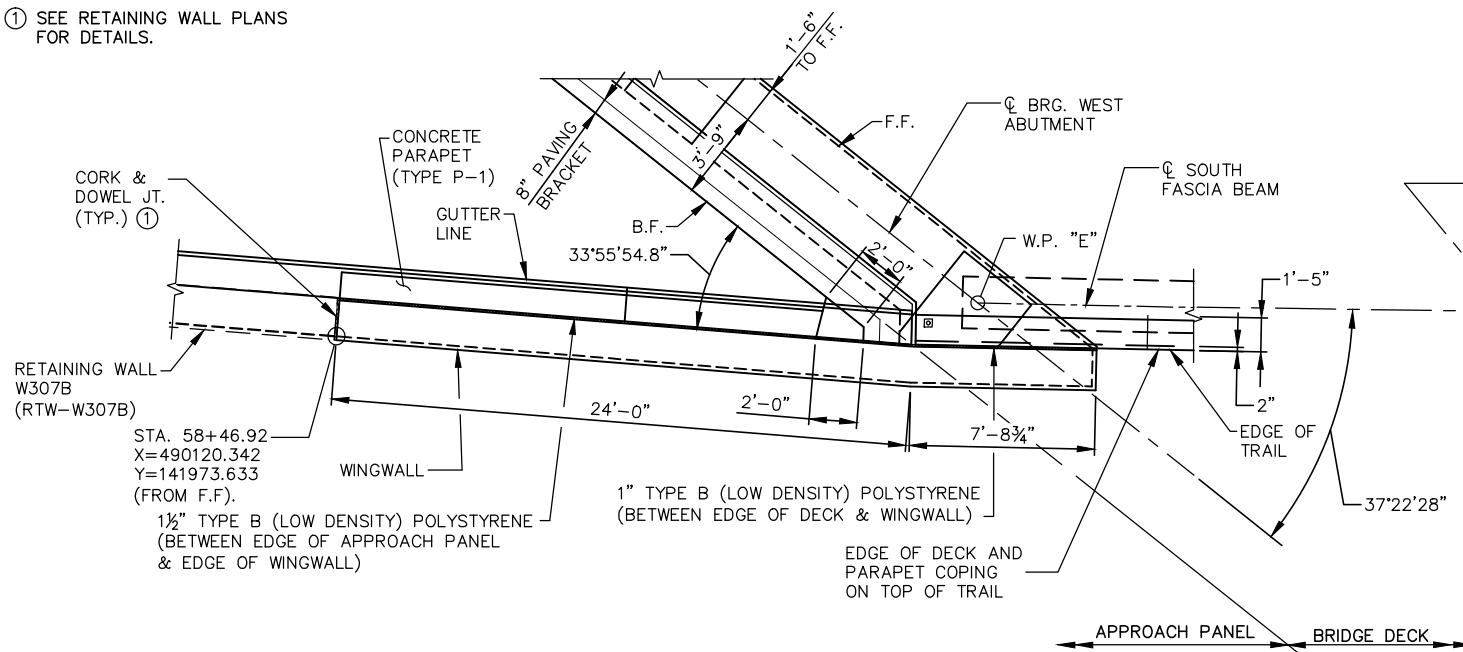 ① SEE RETAINING WALL PLANS
FOR DETAILS.
1'-6"
TO F.F.
℄ BRG. WEST
ABUTMENT
F.F.
CONCRETE
PARAPET
(TYPE P-1)
8" PAVING
BRACKET
3'-9"
℄ SOUTH
FASCIA BEAM
CORK &
DOWEL JT.
(TYP.) ①
GUTTER
LINE
B.F.
33°55'54.8"
2'-0"
W.P. "E"
1'-5"
RETAINING WALL
W307B
(RTW-W307B)
STA. 58+46.92
X=490120.342
Y=141973.633
(FROM F.F).
WINGWALL
24'-0"
2'-0"
7'-8¾"
2"
EDGE OF
TRAIL
37°22'28"
1½" TYPE B (LOW DENSITY) POLYSTYRENE
(BETWEEN EDGE OF APPROACH PANEL
& EDGE OF WINGWALL)
1" TYPE B (LOW DENSITY) POLYSTYRENE
(BETWEEN EDGE OF DECK & WINGWALL)
EDGE OF DECK AND
PARAPET COPING
ON TOP OF TRAIL
APPROACH PANEL
BRIDGE DECK